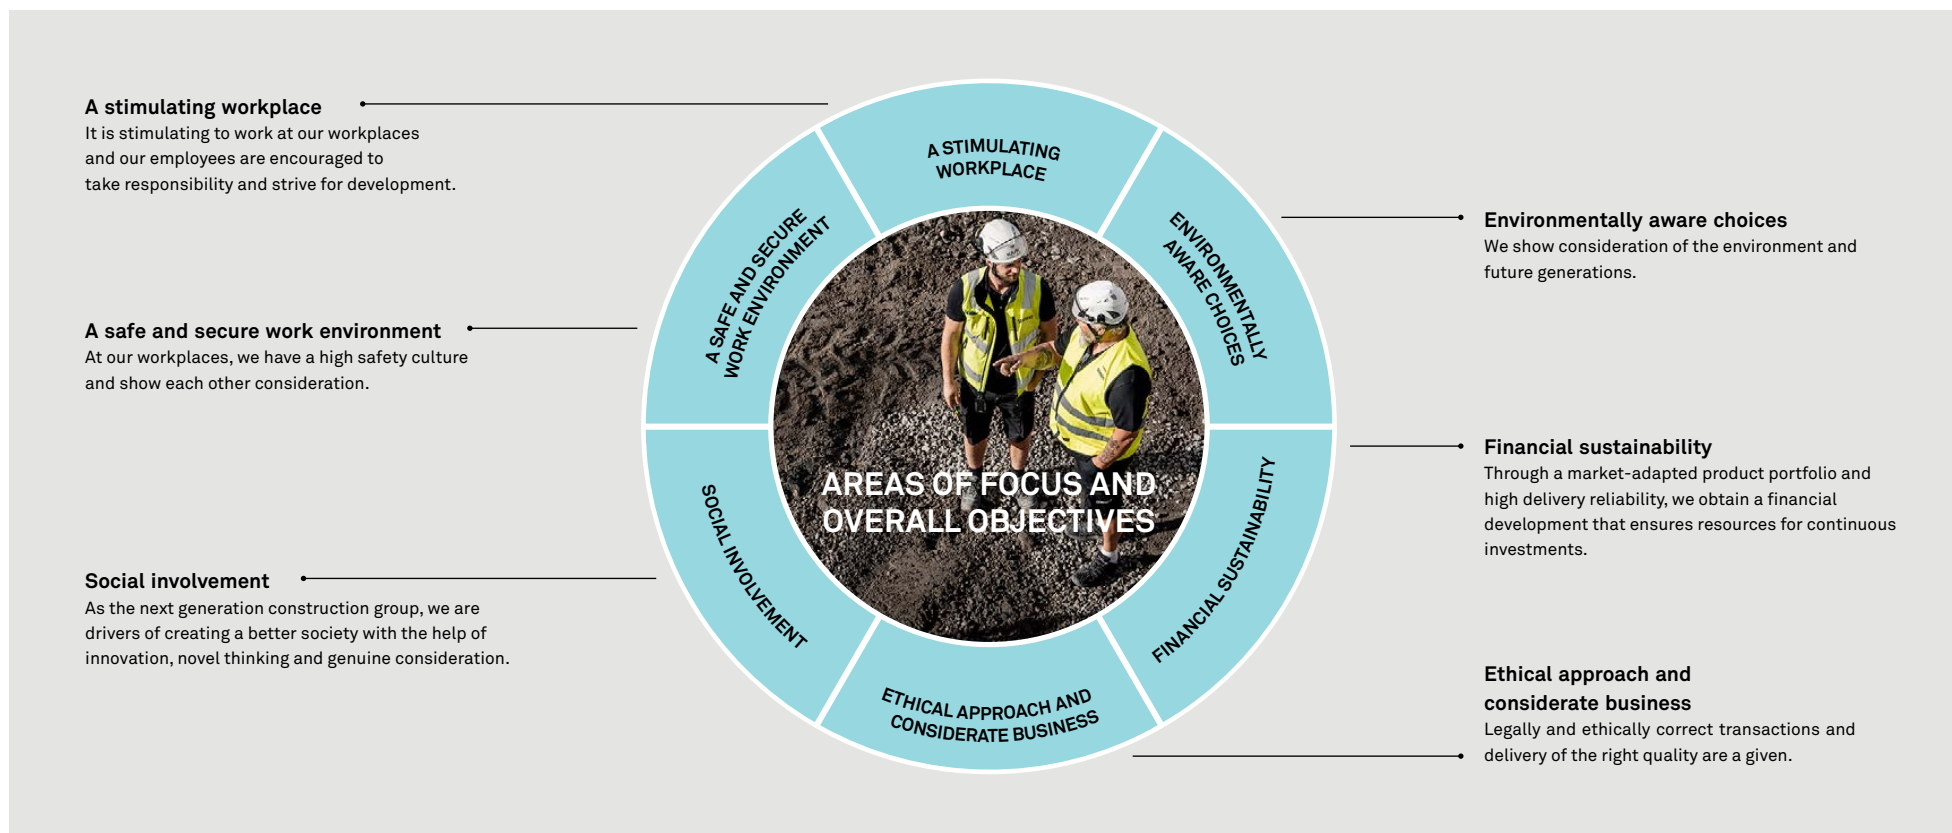 A stimulating workplace
It is stimulating to work at our workplaces
and our employees are encouraged to
take responsibility and strive for development.
A safe and secure work environment
At our workplaces, we have a high safety culture
and show each other consideration.
Social involvement
As the next generation construction group, we are
drivers of creating a better society with the help of
innovation, novel thinking and genuine consideration.
A STIMULATING
WORKPLACE
ENVIRONMENTALLY
AWARE CHOICES
FINANCIAL SUSTAINABILITY
ETHICAL APPROACH AND
CONSIDERATE BUSINESS
SOCIAL INVOLVEMENT
A SAFE AND SECURE
WORK ENVIRONMENT
AREAS OF FOCUS AND
OVERALL OBJECTIVES
Environmentally aware choices
We show consideration of the environment and
future generations.
Financial sustainability
Through a market-adapted product portfolio and
high delivery reliability, we obtain a financial
development that ensures resources for continuous
investments.
Ethical approach and
considerate business
Legally and ethically correct transactions and
delivery of the right quality are a given.